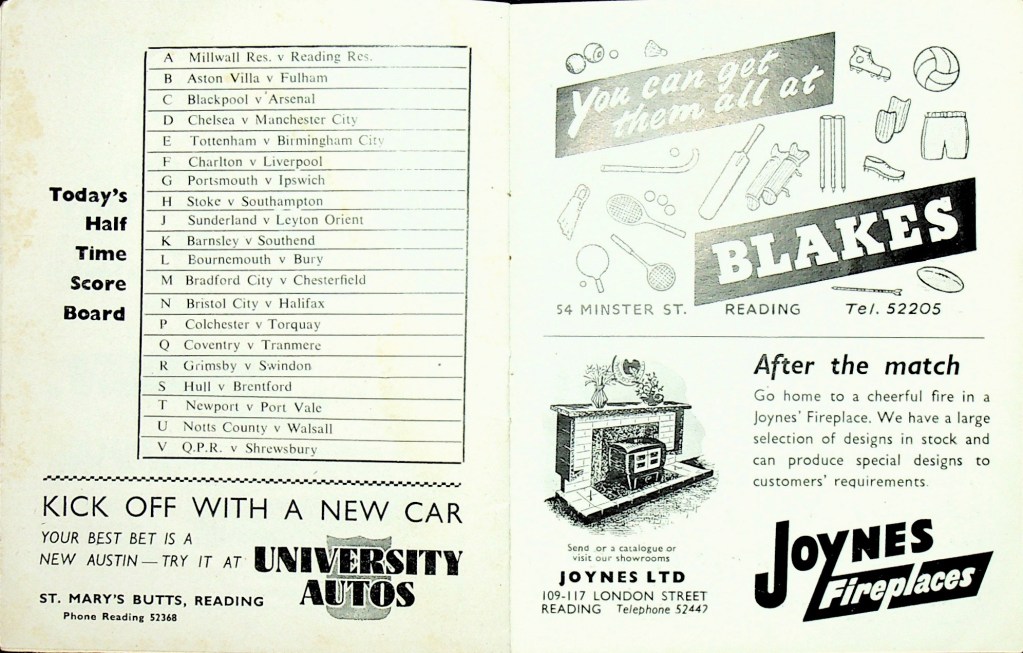 Today's
Half
Time
Score
Board
A Millwall Res. v Reading Res.
B Aston Villa v Fulham
C Blackpool v Arsenal
D Chelsea v Manchester City
E Tottenham v Birmingham City
F Charlton v Liverpool
G Portsmouth v Ipswich
H Stoke v Southampton
J Sunderland v Leyton Orient
K Barnsley v Southend
L Bournemouth v Bury
M Bradford City v Chesterfield
N Bristol City v Halifax
P Colchester v Torquay
Q Coventry v Tranmere
R Grimsby v Swindon
S Hull v Brentford
T Newport v Port Vale
U Notts County v Walsall
V Q.P.R. v Shrewsbury
KICK OFF WITH A NEW CAR
YOUR BEST BET IS A
NEW AUSTIN — TRY IT AT UNIVERSITY
AUTOS
ST. MARY'S BUTTS, READING
Phone Reading 52368
You can get
them all at
BLAKES
54 MINSTER ST. READING Tel. 52205
After the match
Go home to a cheerful fire in a
Joynes' Fireplace. We have a large
selection of designs in stock and
can produce special designs to
customers' requirements.
Send or a catalogue or
visit our showrooms
JOYNES LTD
109-117 LONDON STREET
READING Telephone 52447
JOYNES
Fireplaces